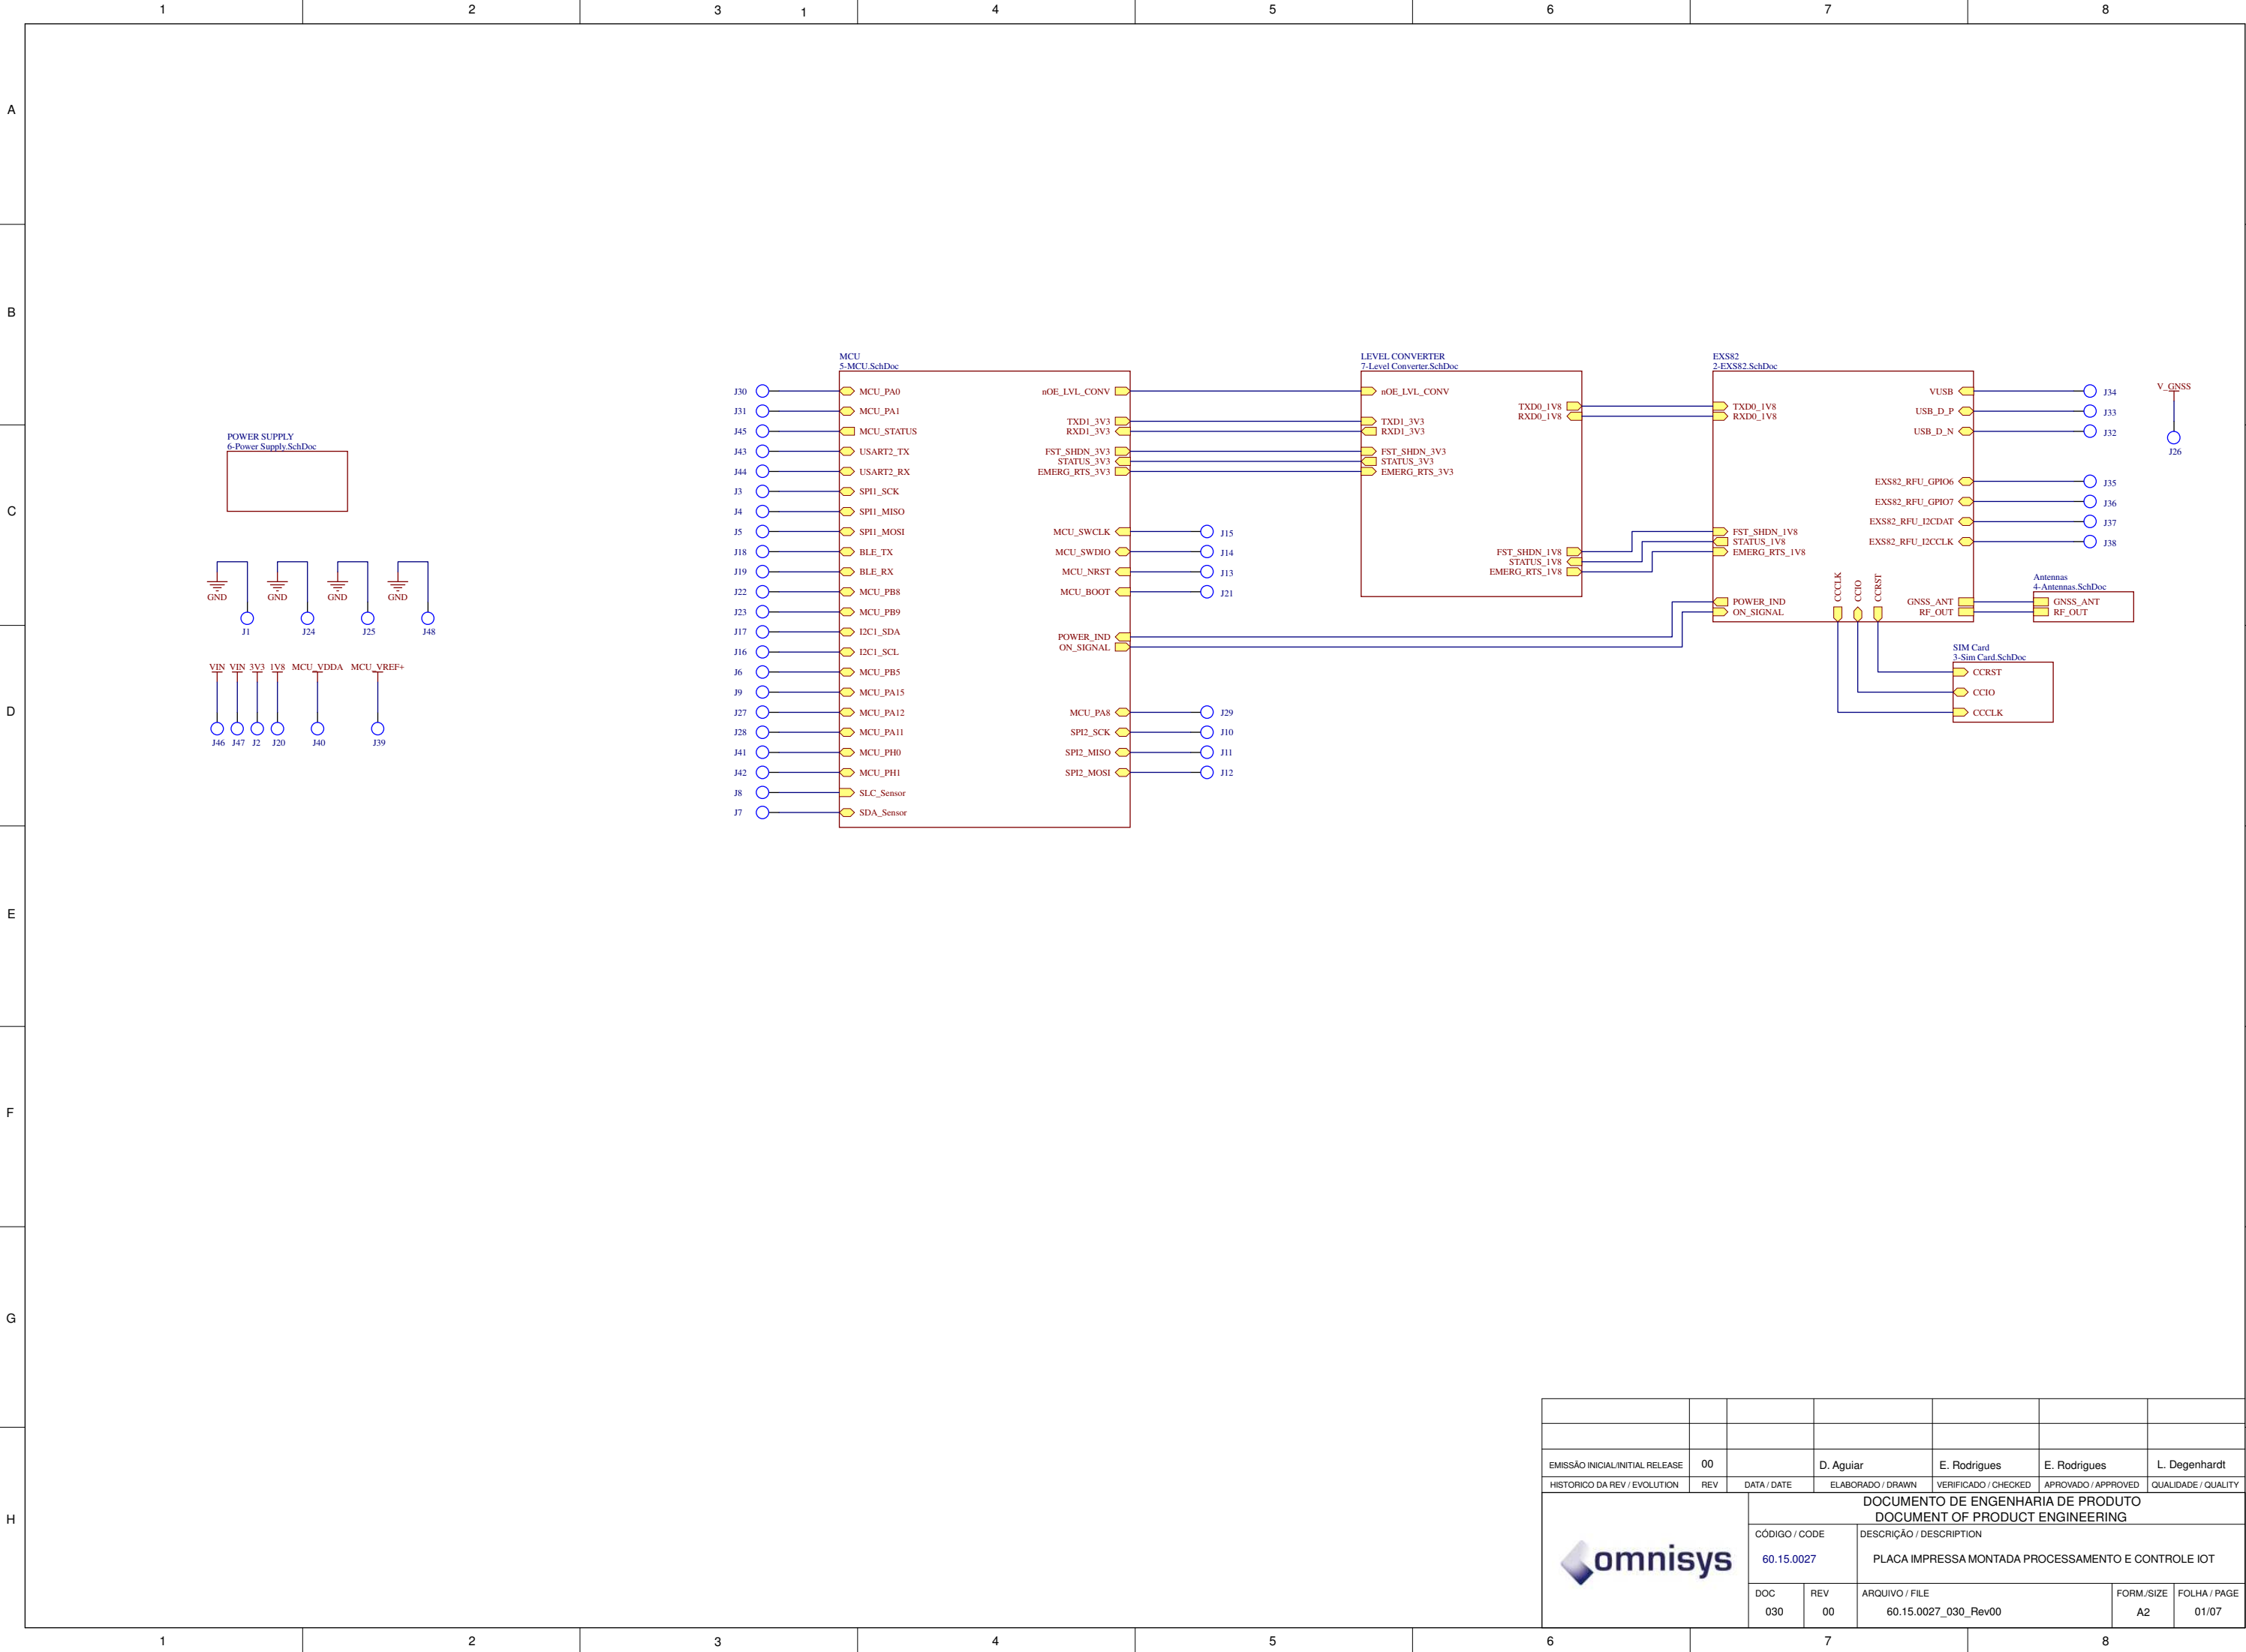 1 2 3 1 4 5 6 7 8
A
B
C
D
E
F
G
H
POWER SUPPLY
6-Power Supply.SchDoc
GND GND GND GND
J1 J24 J25 J48
VIN VIN 3V3 1V8 MCU_VDDA MCU_VREF+
J46 J47 J2 J20 J40 J39
MCU
5-MCU.SchDoc
J30 MCU_PA0
J31 MCU_PA1
J45 MCU_STATUS
J43 USART2_TX
J44 USART2_RX
J3 SPI1_SCK
J4 SPI1_MISO
J5 SPI1_MOSI
J18 BLE_TX
J19 BLE_RX
J22 MCU_PB8
J23 MCU_PB9
J17 I2C1_SDA
J16 I2C1_SCL
J6 MCU_PB5
J9 MCU_PA15
J27 MCU_PA12
J28 MCU_PA11
J41 MCU_PH0
J42 MCU_PH1
J8 SLC_Sensor
J7 SDA_Sensor
nOE_LVL_CONV
TXD1_3V3
RXD1_3V3
FST_SHDN_3V3
STATUS_3V3
EMERG_RTS_3V3
MCU_SWCLK J15
MCU_SWDIO J14
MCU_NRST J13
MCU_BOOT J21
POWER_IND
ON_SIGNAL
MCU_PA8 J29
SPI2_SCK J10
SPI2_MISO J11
SPI2_MOSI J12
LEVEL CONVERTER
7-Level Converter.SchDoc
nOE_LVL_CONV
TXD1_3V3
RXD1_3V3
FST_SHDN_3V3
STATUS_3V3
EMERG_RTS_3V3
TXD0_1V8
RXD0_1V8
FST_SHDN_1V8
STATUS_1V8
EMERG_RTS_1V8
EXS82
2-EXS82.SchDoc
TXD0_1V8
RXD0_1V8
FST_SHDN_1V8
STATUS_1V8
EMERG_RTS_1V8
POWER_IND
ON_SIGNAL
CCCLK
CCIO
CCRST
VUSB J34
USB_D_P J33
USB_D_N J32
EXS82_RFU_GPIO6 J35
EXS82_RFU_GPIO7 J36
EXS82_RFU_I2CDAT J37
EXS82_RFU_I2CCLK J38
GNSS_ANT
RF_OUT
V_GNSS
J26
Antennas
4-Antennas.SchDoc
GNSS_ANT
RF_OUT
SIM Card
3-Sim Card.SchDoc
CCRST
CCIO
CCCLK
EMISSÃO INICIAL/INITIAL RELEASE 00 D. Aguiar E. Rodrigues E. Rodrigues L. Degenhardt
HISTORICO DA REV / EVOLUTION REV DATA / DATE ELABORADO / DRAWN VERIFICADO / CHECKED APROVADO / APPROVED QUALIDADE / QUALITY
omnisys
DOCUMENTO DE ENGENHARIA DE PRODUTO
DOCUMENT OF PRODUCT ENGINEERING
CÓDIGO / CODE DESCRIÇÃO / DESCRIPTION
60.15.0027 PLACA IMPRESSA MONTADA PROCESSAMENTO E CONTROLE IOT
DOC REV ARQUIVO / FILE FORM./SIZE FOLHA / PAGE
030 00 60.15.0027_030_Rev00 A2 01/07
A
B
C
D
E
F
G
H
1 2 3 4 5 6 7 8